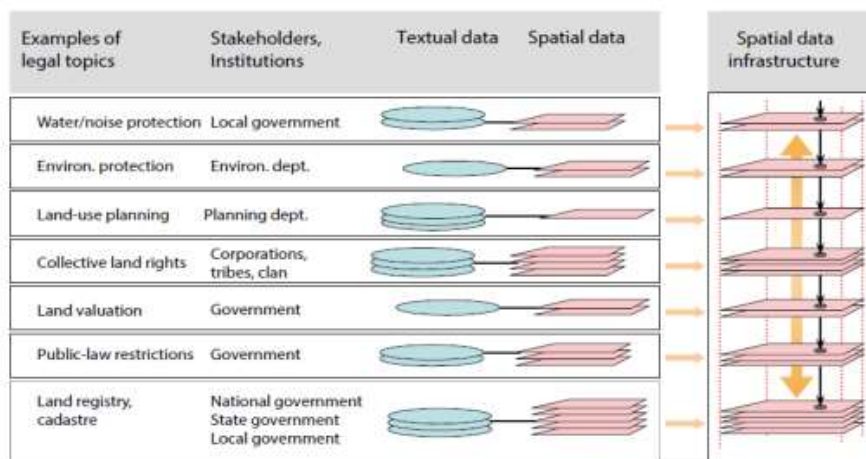 Examples of legal topics
Stakeholders, Institutions
Textual data
Spatial data
Spatial data infrastructure
Water/noise protection
Local government
Environ. protection
Environ. dept.
Land-use planning
Planning dept.
Collective land rights
Corporations, tribes, clan
Land valuation
Government
Public-law restrictions
Government
Land registry, cadastre
National government
State government
Local government